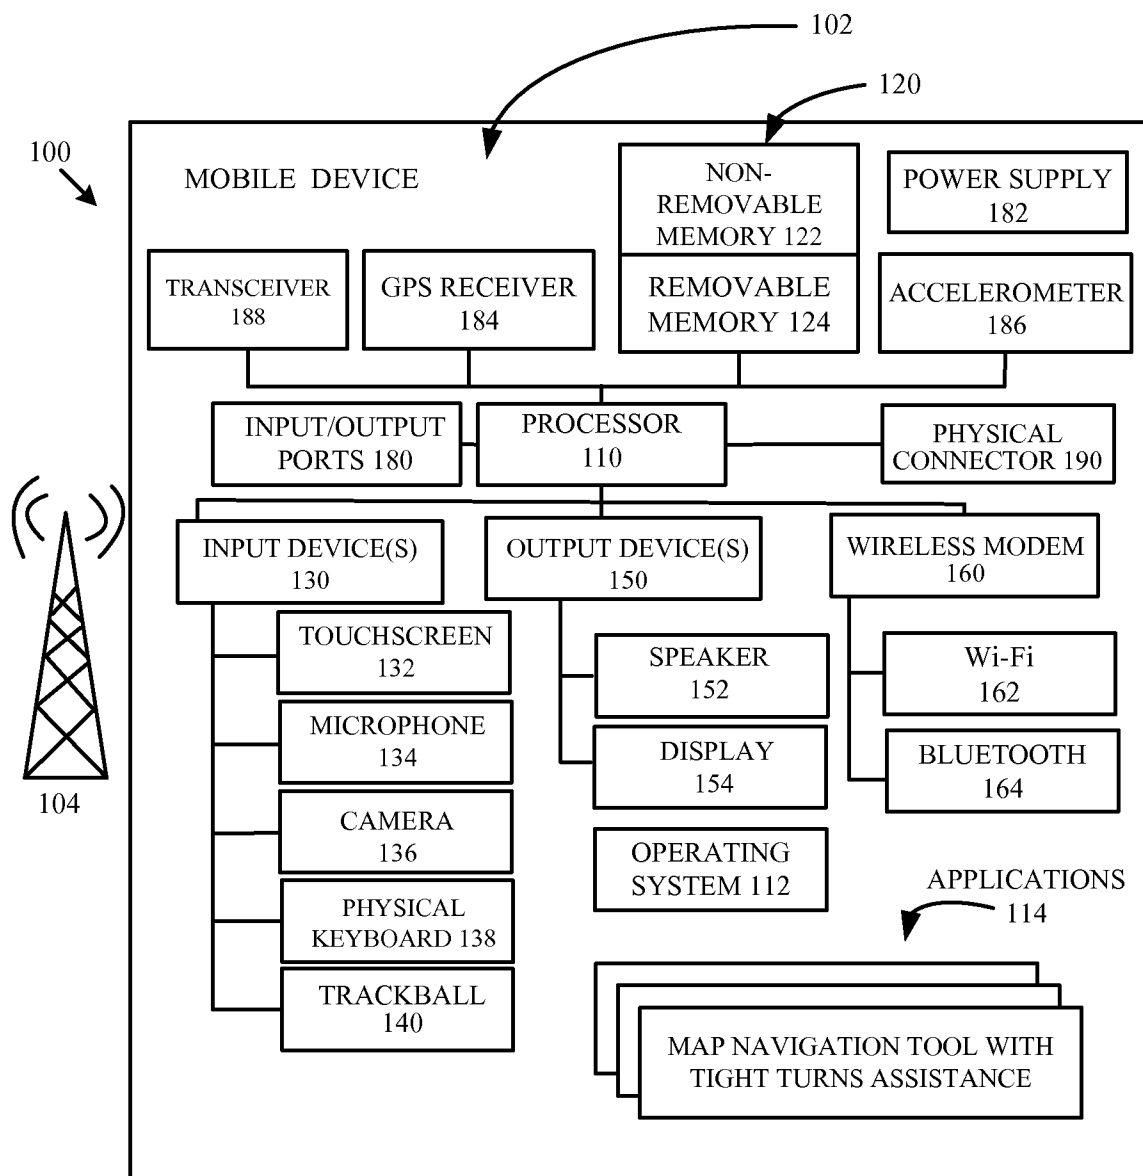 102
120
100
MOBILE DEVICE
NON-
REMOVABLE
MEMORY 122
POWER SUPPLY
182
TRANSCEIVER
188
GPS RECEIVER
184
REMOVABLE
MEMORY 124
ACCELEROMETER
186
INPUT/OUTPUT
PORTS 180
PROCESSOR
110
PHYSICAL
CONNECTOR 190
INPUT DEVICE(S)
130
OUTPUT DEVICE(S)
150
WIRELESS MODEM
160
104
TOUCHSCREEN
132
MICROPHONE
134
CAMERA
136
PHYSICAL
KEYBOARD 138
TRACKBALL
140
SPEAKER
152
DISPLAY
154
OPERATING
SYSTEM 112
Wi-Fi
162
BLUETOOTH
164
APPLICATIONS
114
MAP NAVIGATION TOOL WITH
TIGHT TURNS ASSISTANCE